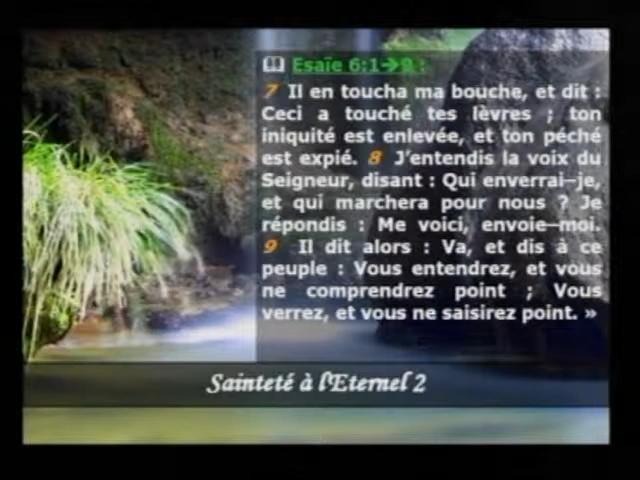 Esaïe 6:1➔9 :
7 Il en toucha ma bouche, et dit :
Ceci a touché tes lèvres ; ton
iniquité est enlevée, et ton péché
est expié. 8 J’entendis la voix du
Seigneur, disant : Qui enverrai–je,
et qui marchera pour nous ? Je
répondis : Me voici, envoie–moi.
9 Il dit alors : Va, et dis à ce
peuple : Vous entendrez, et vous
ne comprendrez point ; Vous
verrez, et vous ne saisirez point. »
Sainteté à l'Eternel 2